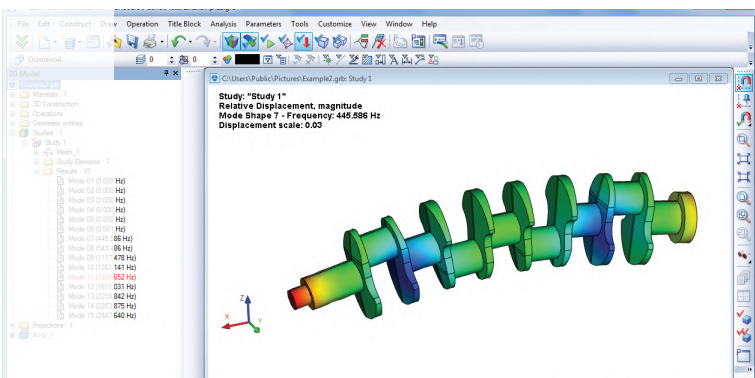 File Edit Construct Draw Operation Title Block Analysis Parameters Tools Customize View Window Help
Основной
0
0
3D Model
Example2.grb
Materials : 1
3D Construction
Operations
Geometric entities
Studies : 1
Study 1
Mesh_1
Study Elements : 1
Results : 15
Mode 01 (0.000 Hz)
Mode 02 (0.000 Hz)
Mode 03 (0.000 Hz)
Mode 04 (0.000 Hz)
Mode 05 (0.000 Hz)
Mode 06 (0.001 Hz)
Mode 07 (445.586 Hz)
Mode 08 (543.486 Hz)
Mode 09 (1117.478 Hz)
Mode 10 (1261.141 Hz)
Mode 11 (1524.652 Hz)
Mode 12 (1611.031 Hz)
Mode 13 (2259.842 Hz)
Mode 14 (2263.875 Hz)
Mode 15 (2847.640 Hz)
Projections : 1
Body_1
C:\Users\Public\Pictures\Example2.grb: Study 1
Study: "Study 1"
Relative Displacement, magnitude
Mode Shape 7 - Frequency: 445.586 Hz
Displacement scale: 0.03
Z
X
Y